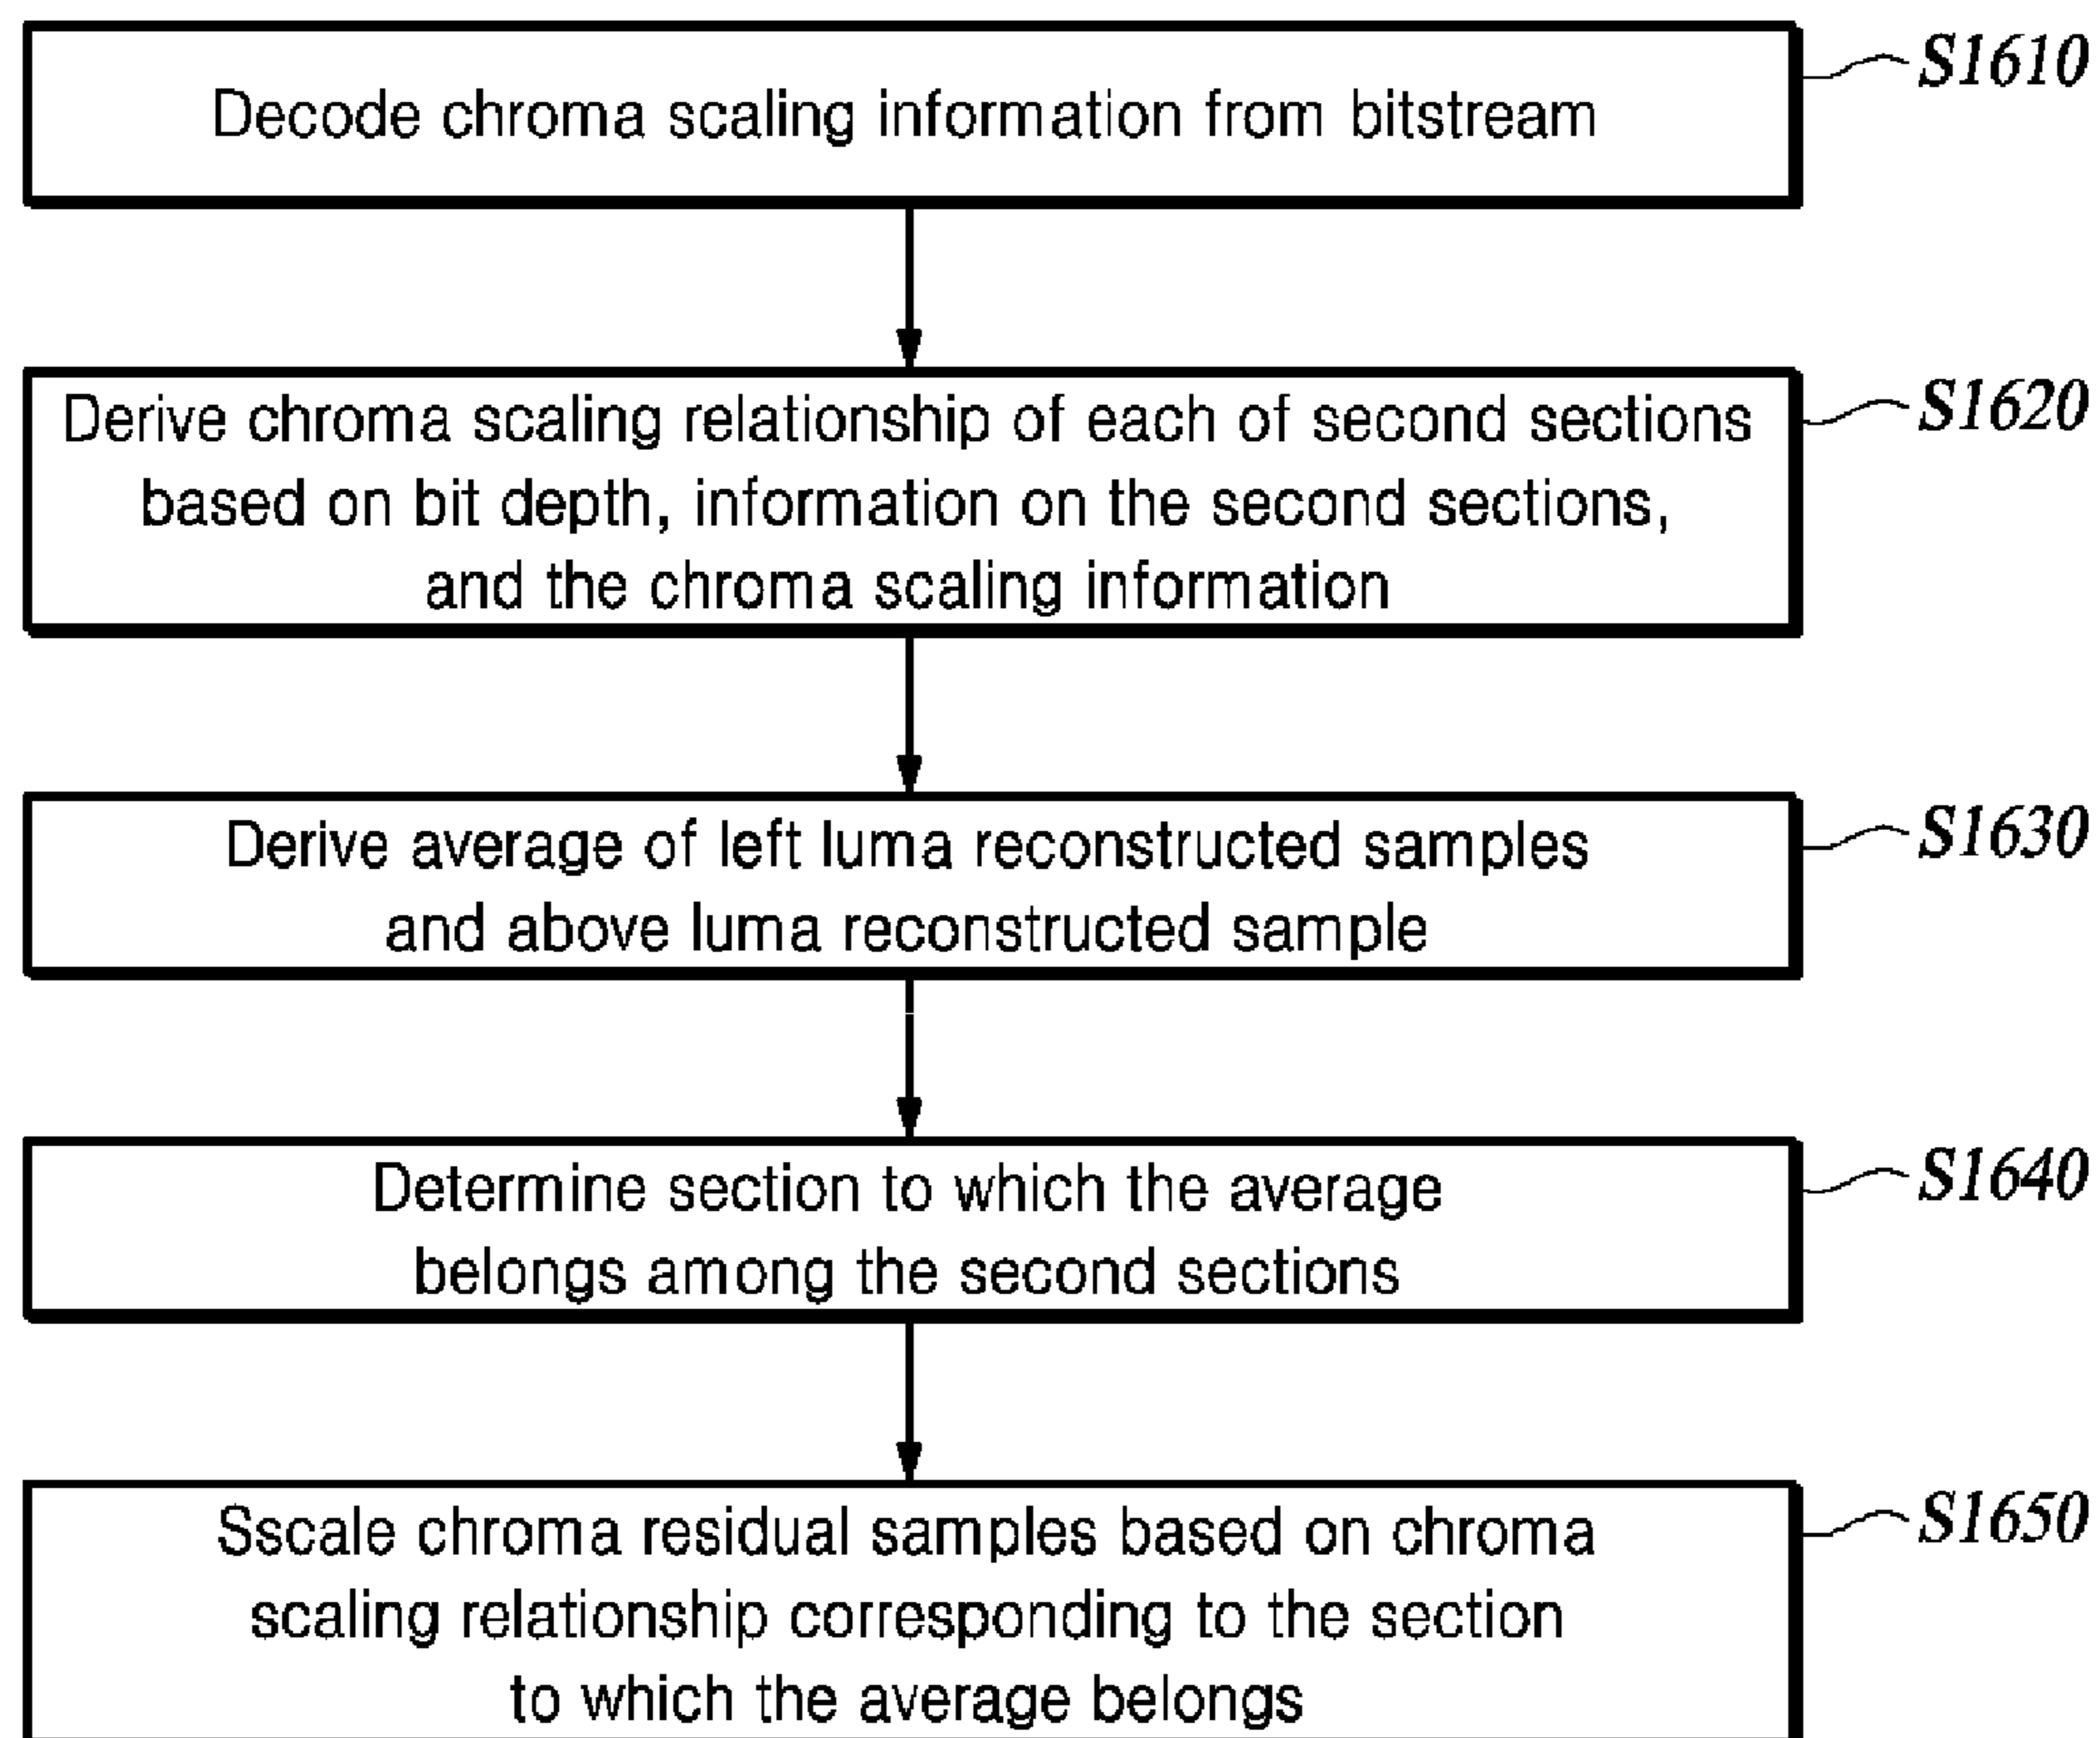 Decode chroma scaling information from bitstream
S1610
Derive chroma scaling relationship of each of second sections
based on bit depth, information on the second sections,
and the chroma scaling information
S1620
Derive average of left luma reconstructed samples
and above luma reconstructed sample
S1630
Determine section to which the average
belongs among the second sections
S1640
Sscale chroma residual samples based on chroma
scaling relationship corresponding to the section
to which the average belongs
S1650